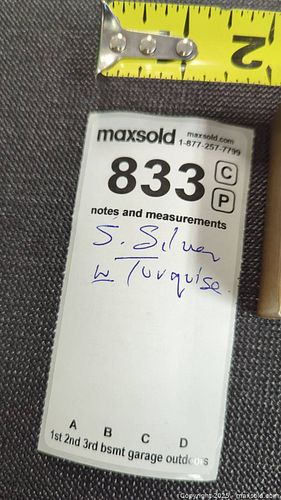 2
maxsold maxsold.com
1-877-257-7799
833 C
P
notes and measurements
S. Silver
w Turquise.
A B C D
1st 2nd 3rd bsmt garage outdoors
Copyright 2025 - maxsold.com